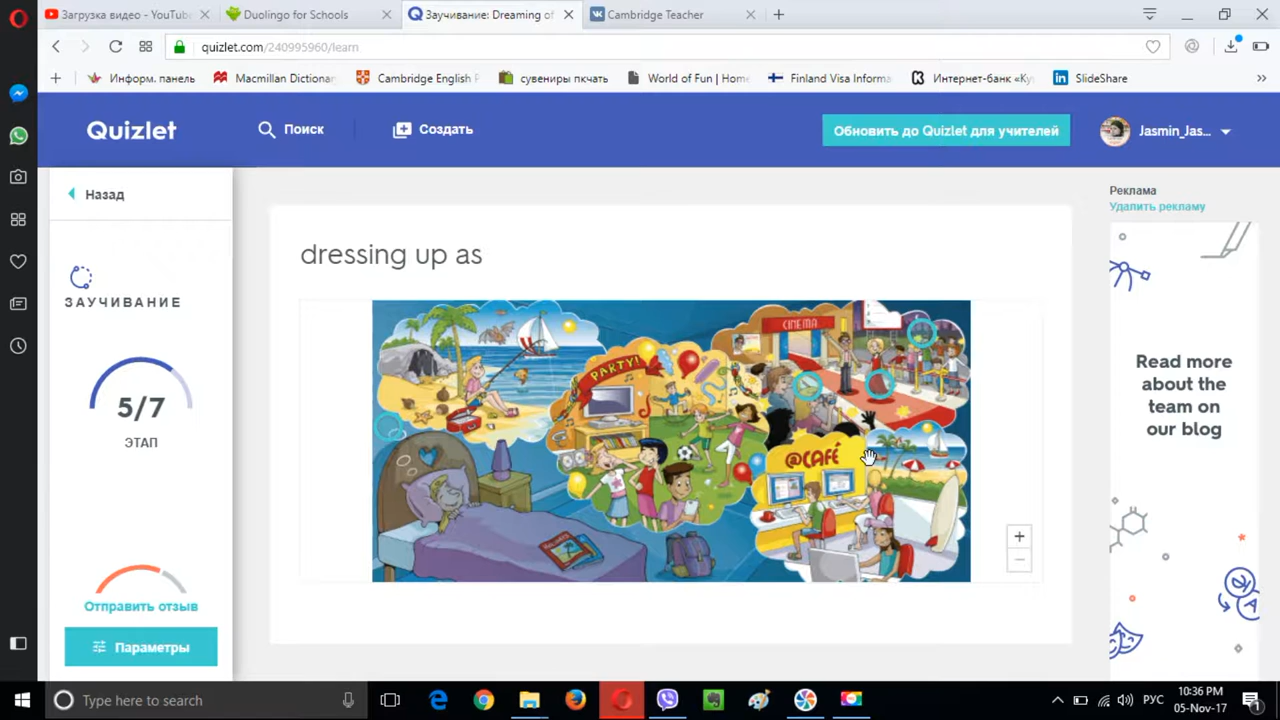 Загрузка видео - YouTube
Duolingo for Schools
Заучивание: Dreaming of
Cambridge Teacher
quizlet.com/240995960/learn
Информ. панель
Macmillan Dictionar
Cambridge English P
сувениры пкчать
World of Fun | Home
Finland Visa Informa
Интернет-банк «Ку
SlideShare
Quizlet
Поиск
Создать
Обновить до Quizlet для учителей
Jasmin_Jas...
Назад
ЗАУЧИВАНИЕ
5/7
ЭТАП
Отправить отзыв
Параметры
dressing up as
CINEMA
PARTY!
@CAFÉ
Реклама
Удалить рекламу
Read more
about the
team on
our blog
Type here to search
РУС
10:36 PM
05-Nov-17